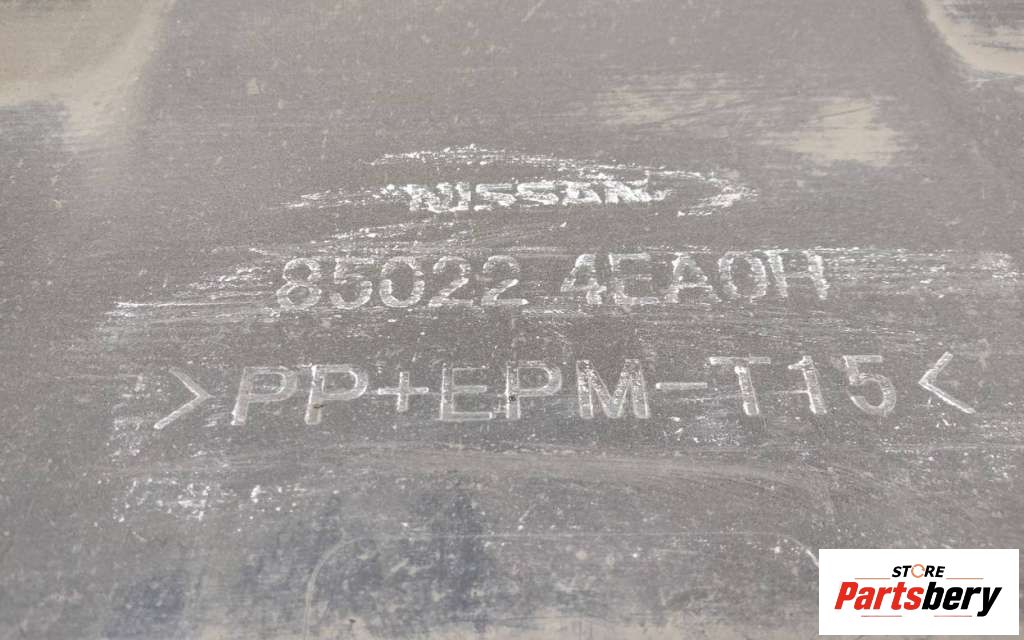 NISSAN
85022 4EA0H
>PP+EPM-T15<
STORE
Partsbery